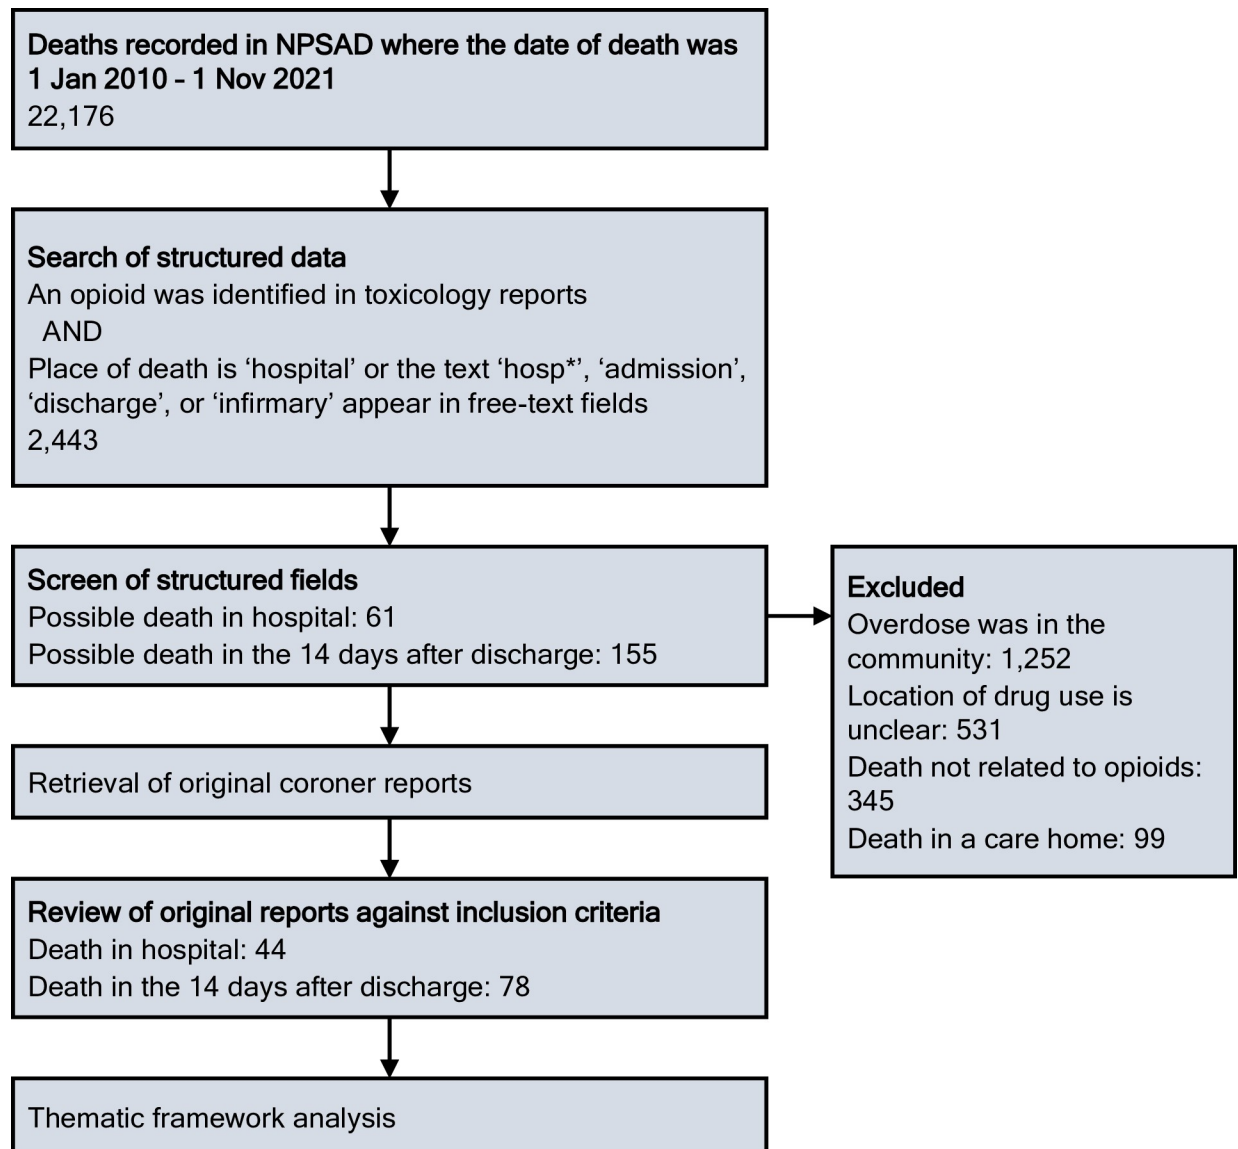 Deaths recorded in NPSAD where the date of death was
1 Jan 2010 - 1 Nov 2021
22,176
Search of structured data
An opioid was identified in toxicology reports
AND
Place of death is ‘hospital’ or the text ‘hosp*’, ‘admission’,
‘discharge’, or ‘infirmary’ appear in free-text fields
2,443
Screen of structured fields
Possible death in hospital: 61
Possible death in the 14 days after discharge: 155
Excluded
Overdose was in the
community: 1,252
Location of drug use is
unclear: 531
Death not related to opioids:
345
Death in a care home: 99
Retrieval of original coroner reports
Review of original reports against inclusion criteria
Death in hospital: 44
Death in the 14 days after discharge: 78
Thematic framework analysis